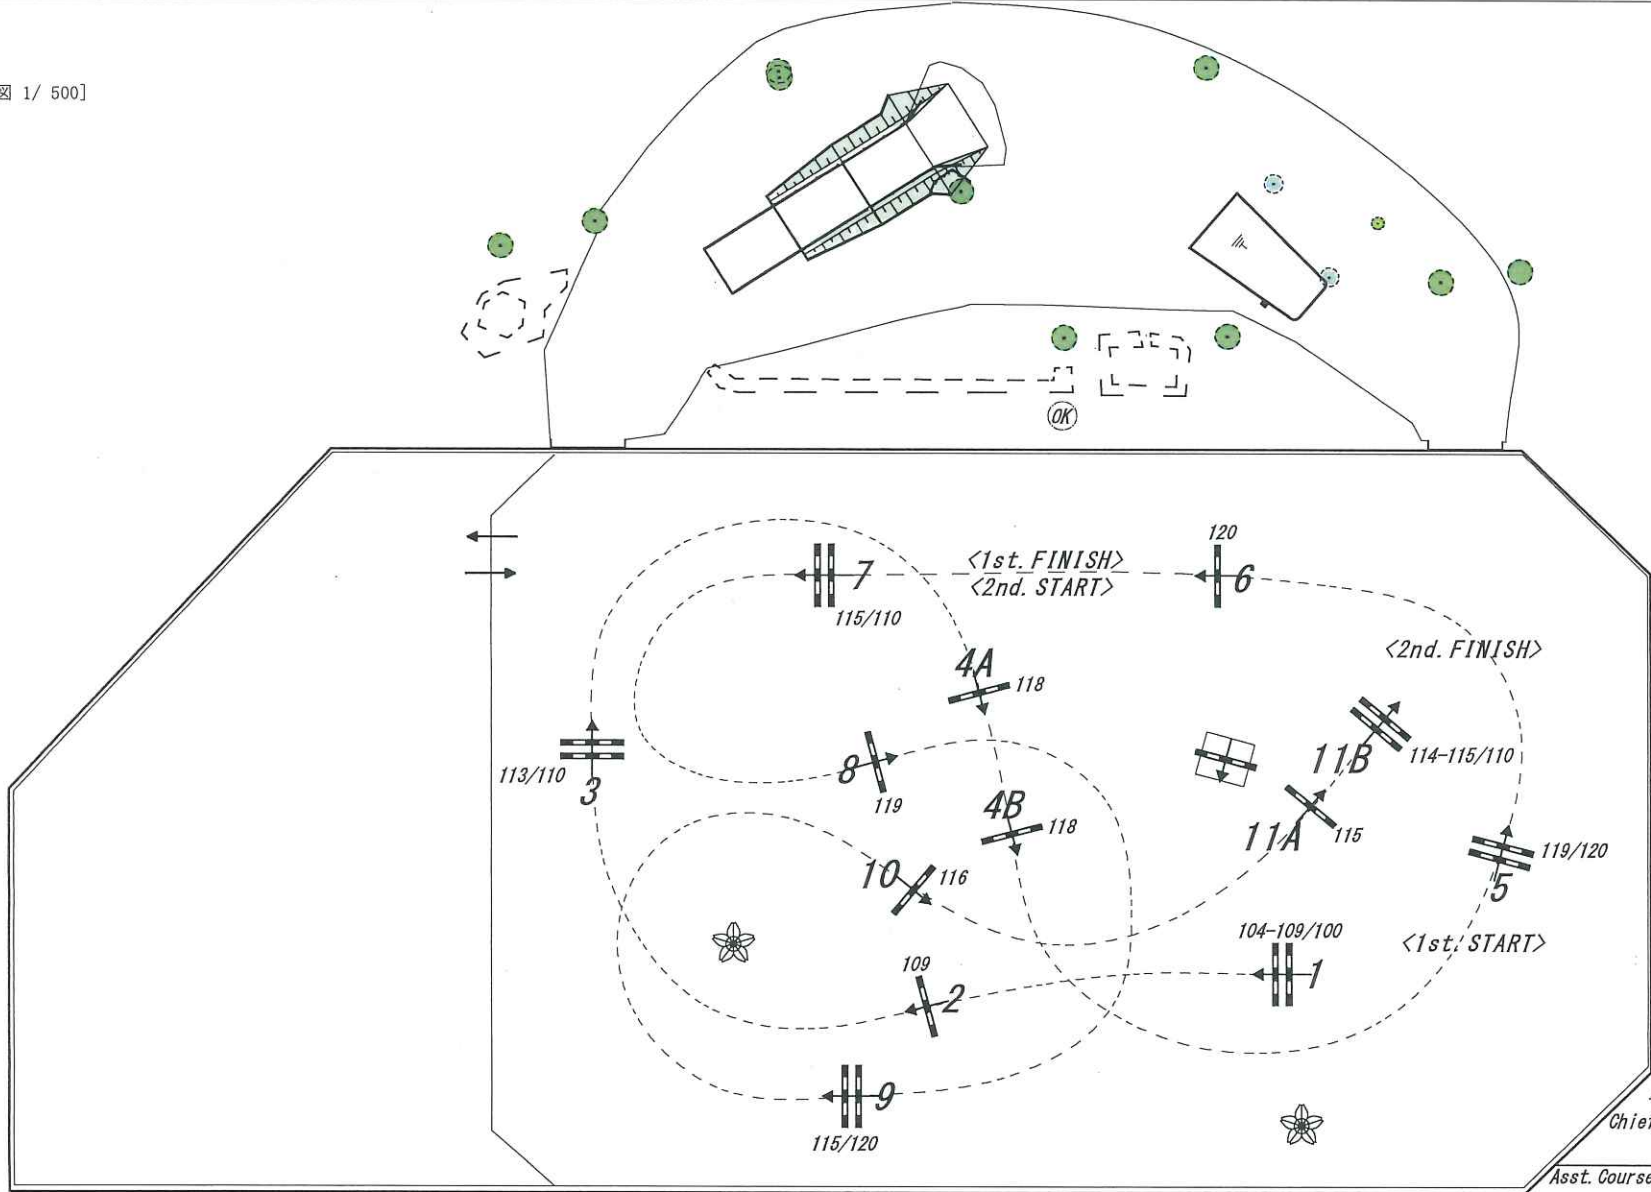 図 1/ 500]
OK
120
<1st. FINISH>
<2nd. START>
7
6
115/110
<2nd. FINISH>
4A
118
113/110
3
8
119
11B
114-115/110
4B
118
11A
115
119/120
5
10
116
104-109/100
<1st. START>
1
109
2
9
115/120
Chief
Asst. Course